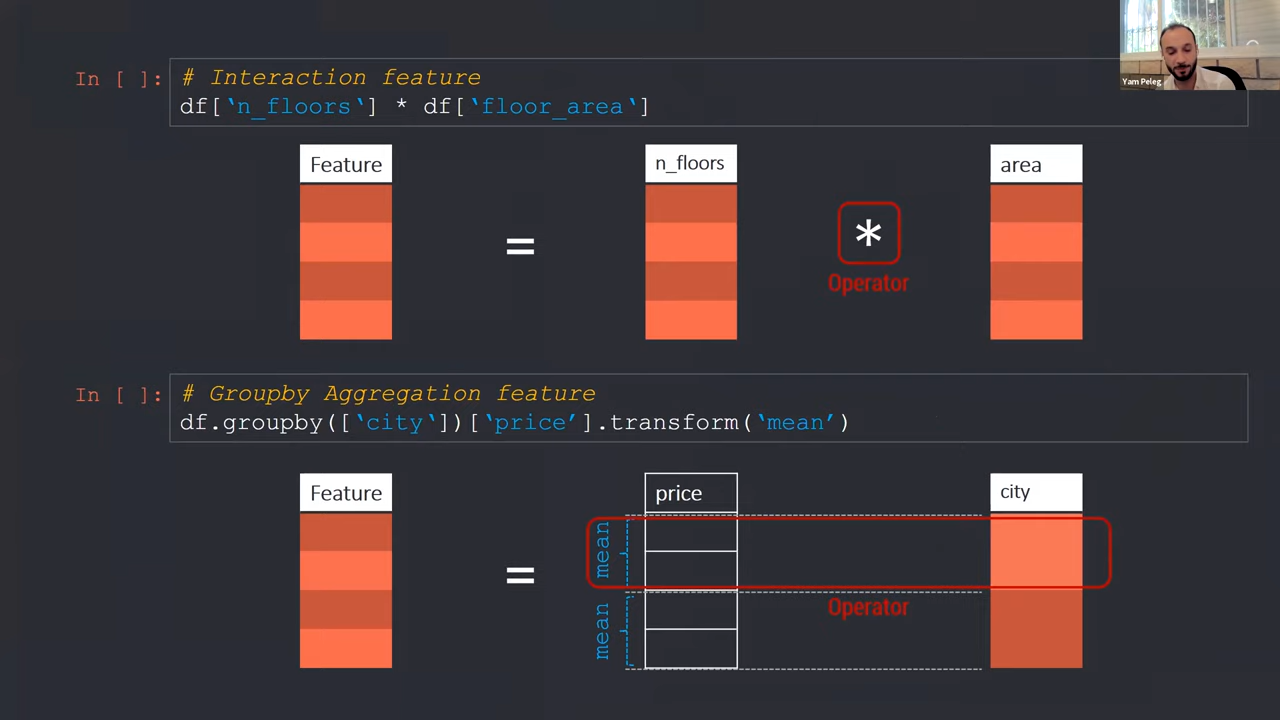 Yam Peleg
In [ ]:
# Interaction feature
df[‘n_floors‘] * df[‘floor_area‘]
Feature
n_floors
area
=
*
Operator
In [ ]:
# Groupby Aggregation feature
df.groupby([‘city‘])[‘price’].transform(‘mean’)
Feature
price
city
=
mean
mean
Operator